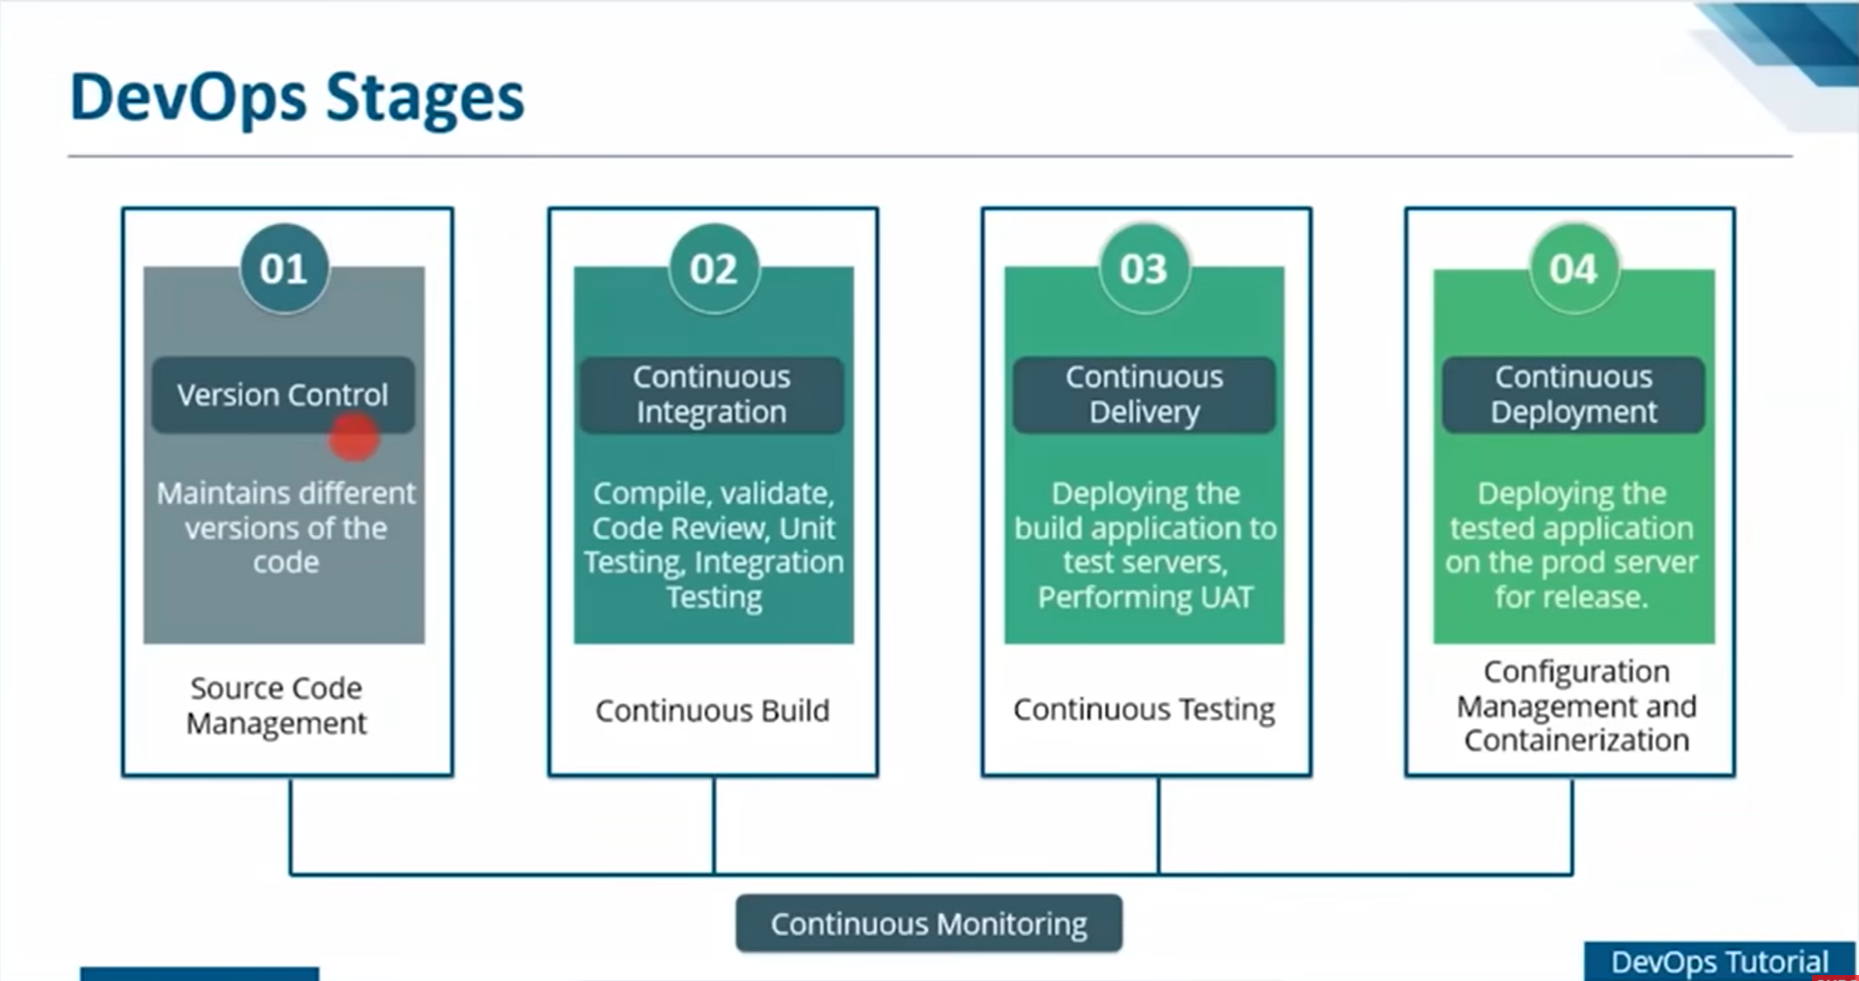 DevOps Stages
01
Version Control
Maintains different
versions of the
code
Source Code
Management
02
Continuous
Integration
Compile, validate,
Code Review, Unit
Testing, Integration
Testing
Continuous Build
03
Continuous
Delivery
Deploying the
build application to
test servers,
Performing UAT
Continuous Testing
04
Continuous
Deployment
Deploying the
tested application
on the prod server
for release.
Configuration
Management and
Containerization
Continuous Monitoring
DevOps Tutorial